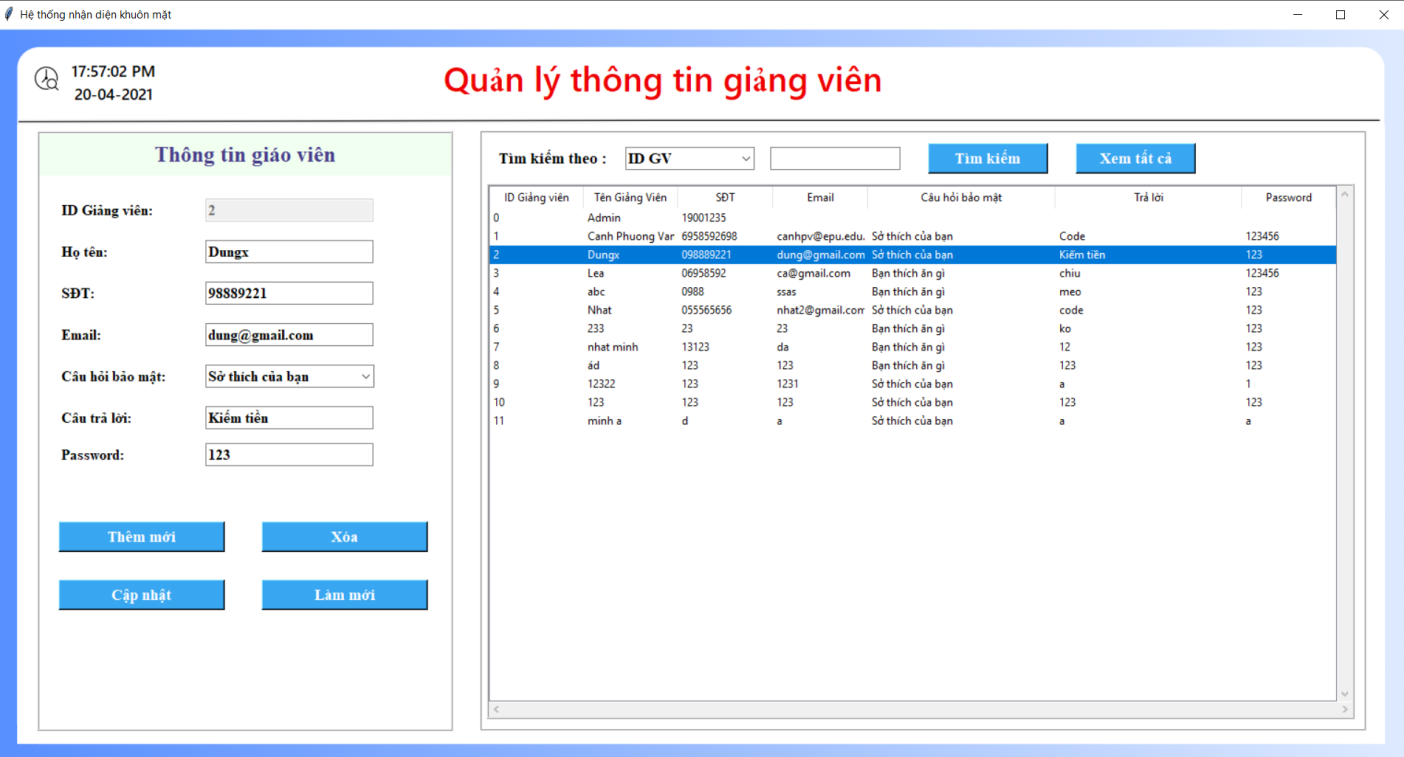 Hệ thống nhận diện khuôn mặt
17:57:02 PM
20-04-2021
Quản lý thông tin giảng viên
Thông tin giáo viên
ID Giảng viên: 2
Họ tên: Dungx
SĐT: 98889221
Email: dung@gmail.com
Câu hỏi bảo mật: Sở thích của bạn
Câu trả lời: Kiếm tiền
Password: 123
Thêm mới Xóa
Cập nhật Làm mới
Tìm kiếm theo : ID GV Tìm kiếm Xem tất cả
ID Giảng viên Tên Giảng Viên SĐT Email Câu hỏi bảo mật Trả lời Password
0 Admin 19001235
1 Canh Phuong Var 6958592698 canhpv@epu.edu. Sở thích của bạn Code 123456
2 Dungx 098889221 dung@gmail.com Sở thích của bạn Kiếm tiền 123
3 Lea 06958592 ca@gmail.com Bạn thích ăn gì chiu 123456
4 abc 0988 ssas Bạn thích ăn gì meo 123
5 Nhat 055565656 nhat2@gmail.com Sở thích của bạn code 123
6 233 23 23 Bạn thích ăn gì ko 123
7 nhat minh 13123 da Bạn thích ăn gì 12 123
8 ád 123 123 Bạn thích ăn gì 123 123
9 12322 123 1231 Sở thích của bạn a 1
10 123 123 123 Sở thích của bạn 123 123
11 minh a d a Sở thích của bạn a a